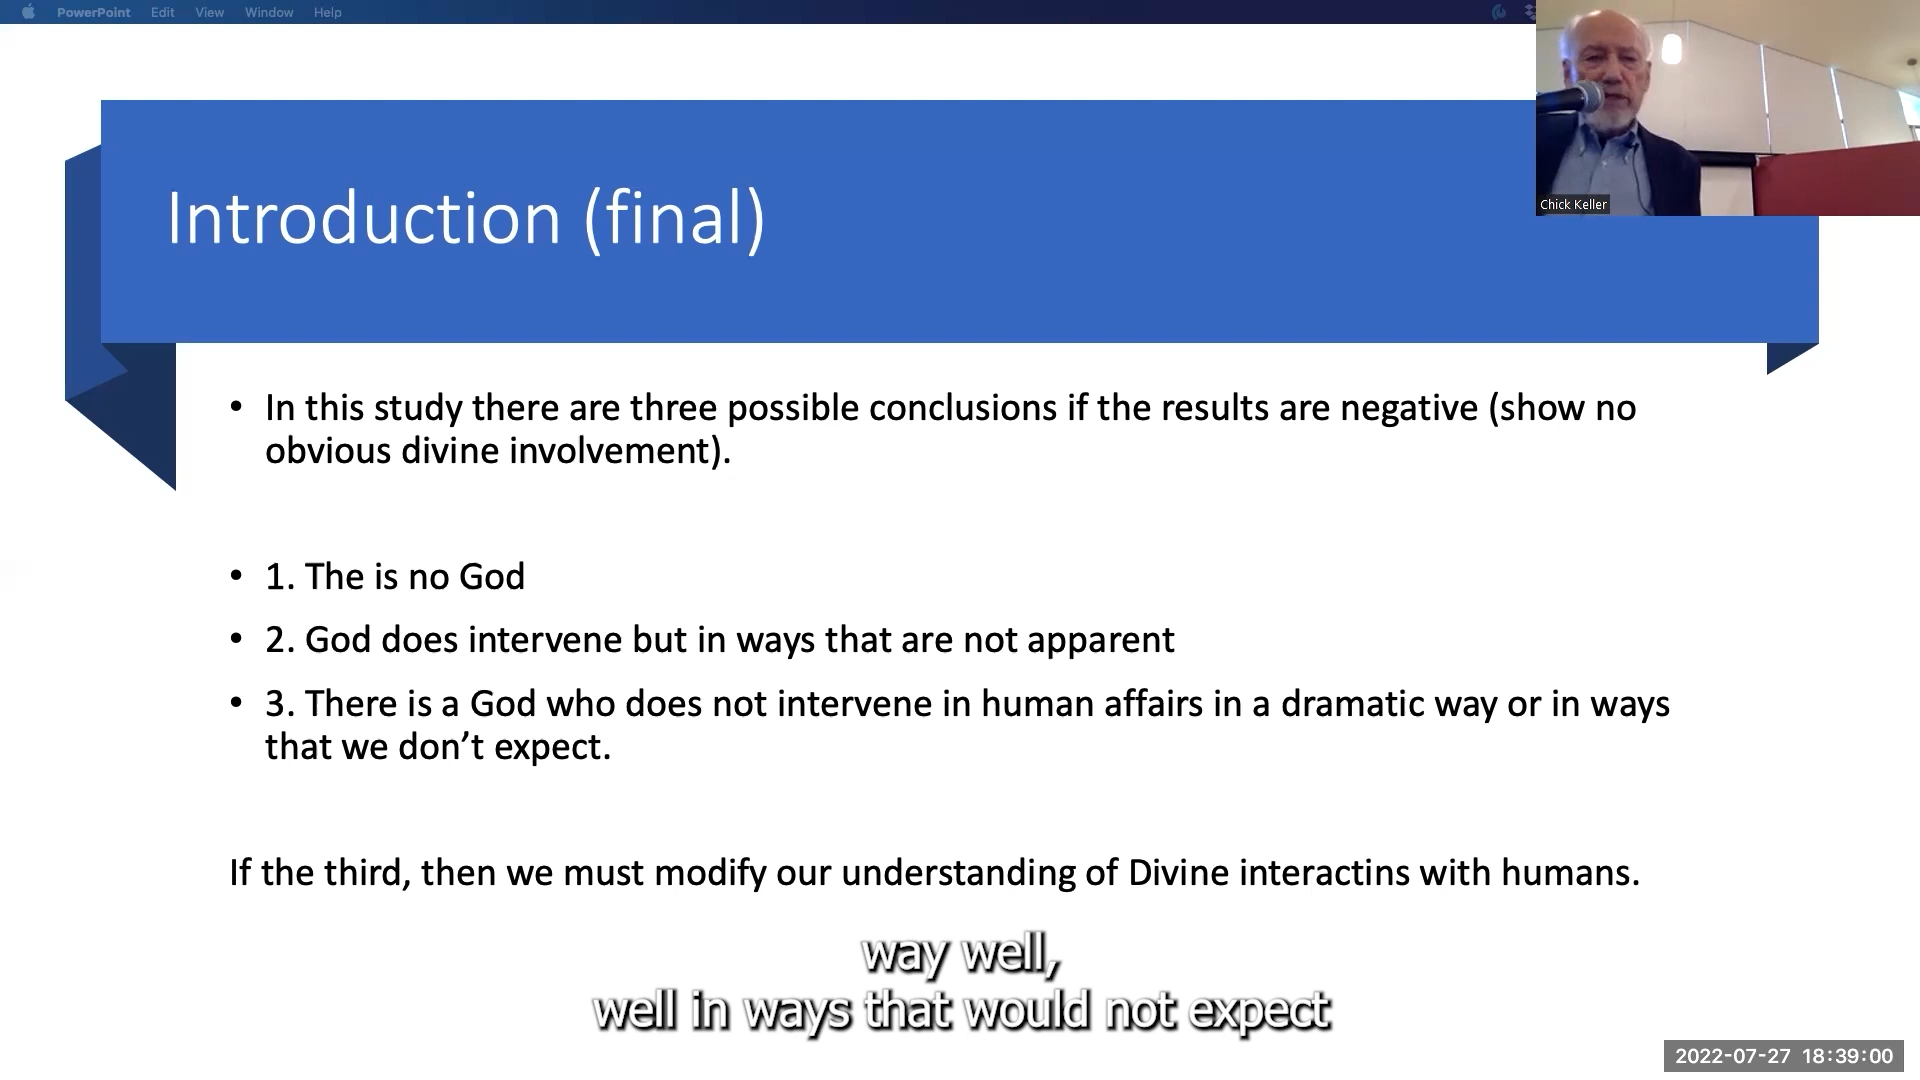 PowerPoint Edit View Window Help
Chick Keller
Introduction (final)
• In this study there are three possible conclusions if the results are negative (show no
obvious divine involvement).
• 1. The is no God
• 2. God does intervene but in ways that are not apparent
• 3. There is a God who does not intervene in human affairs in a dramatic way or in ways
that we don’t expect.
If the third, then we must modify our understanding of Divine interactins with humans.
way well,
well in ways that would not expect
2022-07-27 18:39:00